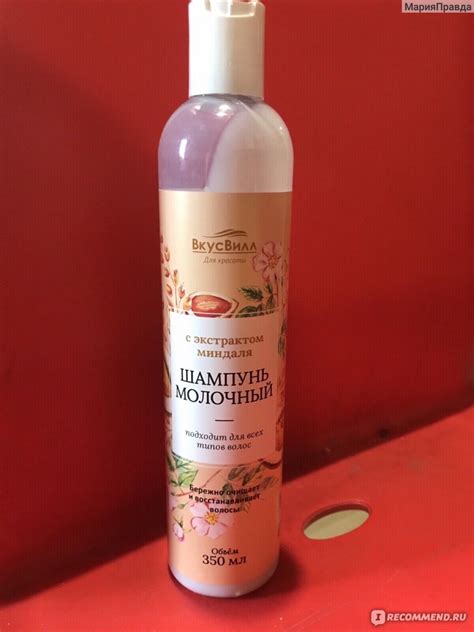 МарияПравда
ВкусВилл
Для красоты
с экстрактом
миндаля
ШАМПУНЬ
МОЛОЧНЫЙ
подходит для всех
типов волос
Бережно очищает
и восстанавливает
волосы
Объём
350 мл
I RECOMMEND.RU